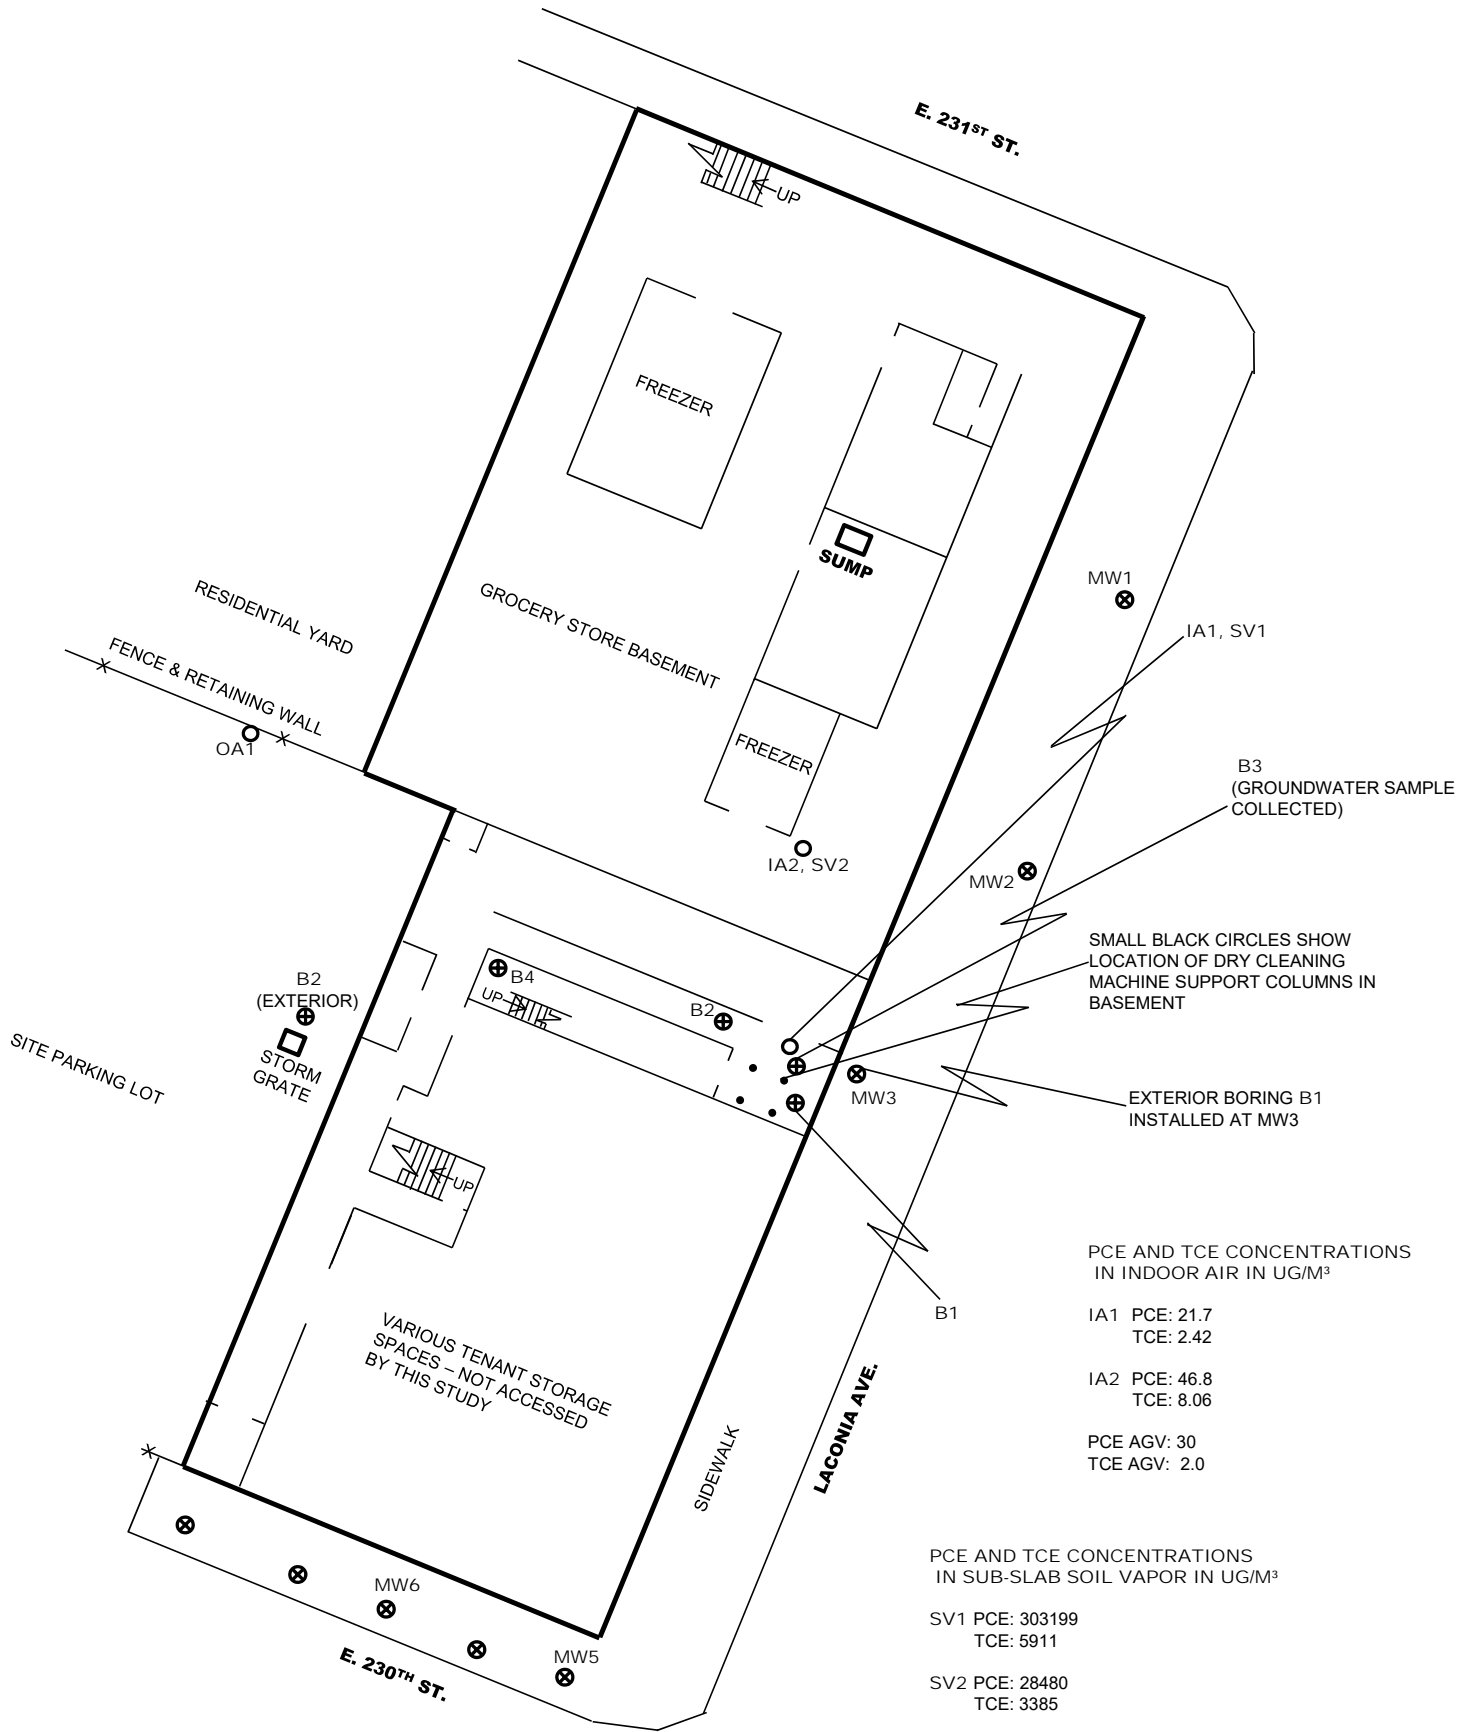 E. 231ST ST.
UP
FREEZER
SUMP
MW1
RESIDENTIAL YARD
GROCERY STORE BASEMENT
IA1, SV1
FENCE & RETAINING WALL
OA1
FREEZER
B3
(GROUNDWATER SAMPLE
COLLECTED)
IA2, SV2
MW2
SMALL BLACK CIRCLES SHOW
LOCATION OF DRY CLEANING
MACHINE SUPPORT COLUMNS IN
BASEMENT
B4
UP
B2
B2
(EXTERIOR)
SITE PARKING LOT
STORM
GRATE
MW3
EXTERIOR BORING B1
INSTALLED AT MW3
UP
B1
VARIOUS TENANT STORAGE
SPACES – NOT ACCESSED
BY THIS STUDY
SIDEWALK
LACONIA AVE.
PCE AND TCE CONCENTRATIONS
IN INDOOR AIR IN UG/M³
IA1 PCE: 21.7
TCE: 2.42
IA2 PCE: 46.8
TCE: 8.06
PCE AGV: 30
TCE AGV: 2.0
MW6
MW5
E. 230TH ST.
PCE AND TCE CONCENTRATIONS
IN SUB-SLAB SOIL VAPOR IN UG/M³
SV1 PCE: 303199
TCE: 5911
SV2 PCE: 28480
TCE: 3385